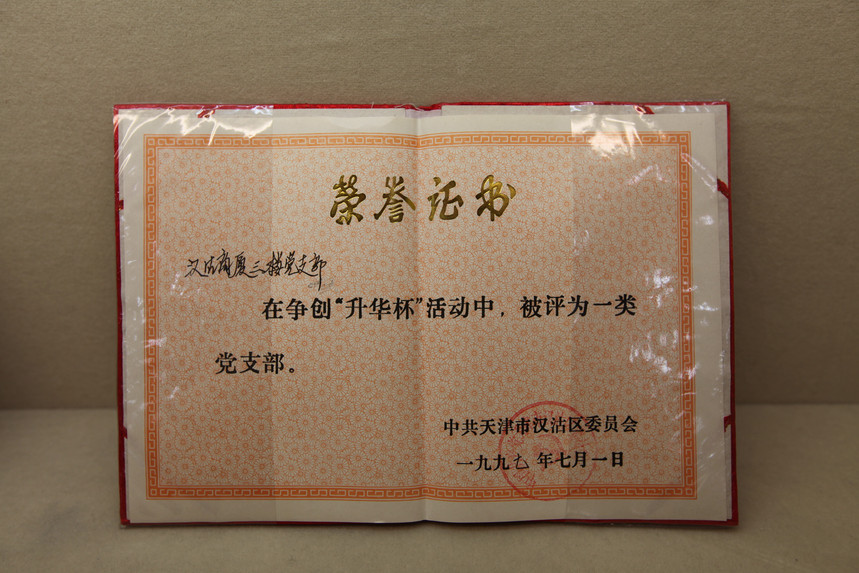 荣誉证书
汉沽商厦三楼党支部
在争创“升华杯”活动中，被评为一类
党支部。
中共天津市汉沽区委员会
一九九七年七月一日